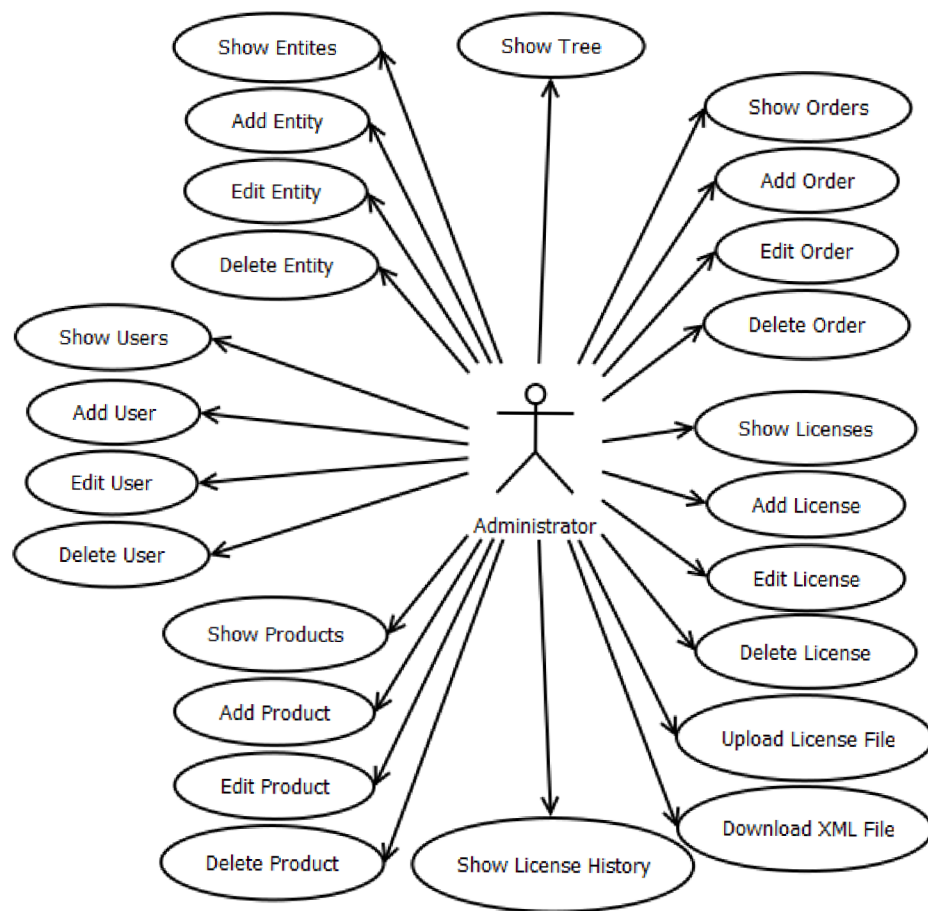 Show Entites
Show Tree
Add Entity
Edit Entity
Delete Entity
Show Orders
Add Order
Edit Order
Delete Order
Show Users
Add User
Edit User
Delete User
Administrator
Show Licenses
Add License
Edit License
Delete License
Upload License File
Download XML File
Show Products
Add Product
Edit Product
Delete Product
Show License History